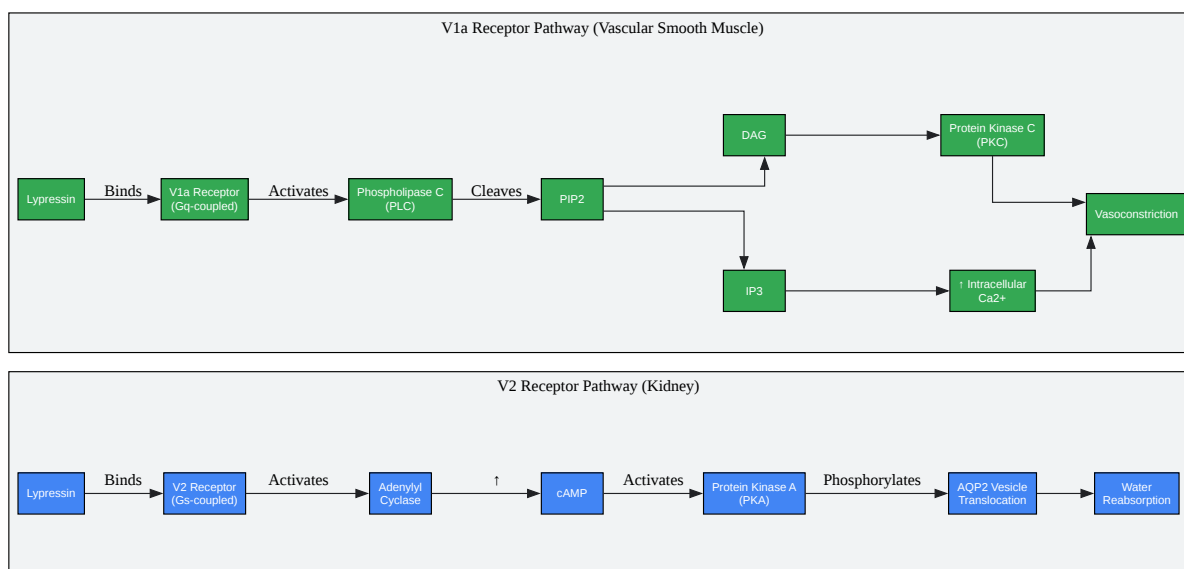 V1a Receptor Pathway (Vascular Smooth Muscle)
Lypressin
Binds
V1a Receptor
(Gq-coupled)
Activates
Phospholipase C
(PLC)
Cleaves
PIP2
DAG
Protein Kinase C
(PKC)
IP3
↑ Intracellular
Ca2+
Vasoconstriction
V2 Receptor Pathway (Kidney)
Lypressin
Binds
V2 Receptor
(Gs-coupled)
Activates
Adenylyl
Cyclase
↑
cAMP
Activates
Protein Kinase A
(PKA)
Phosphorylates
AQP2 Vesicle
Translocation
Water
Reabsorption